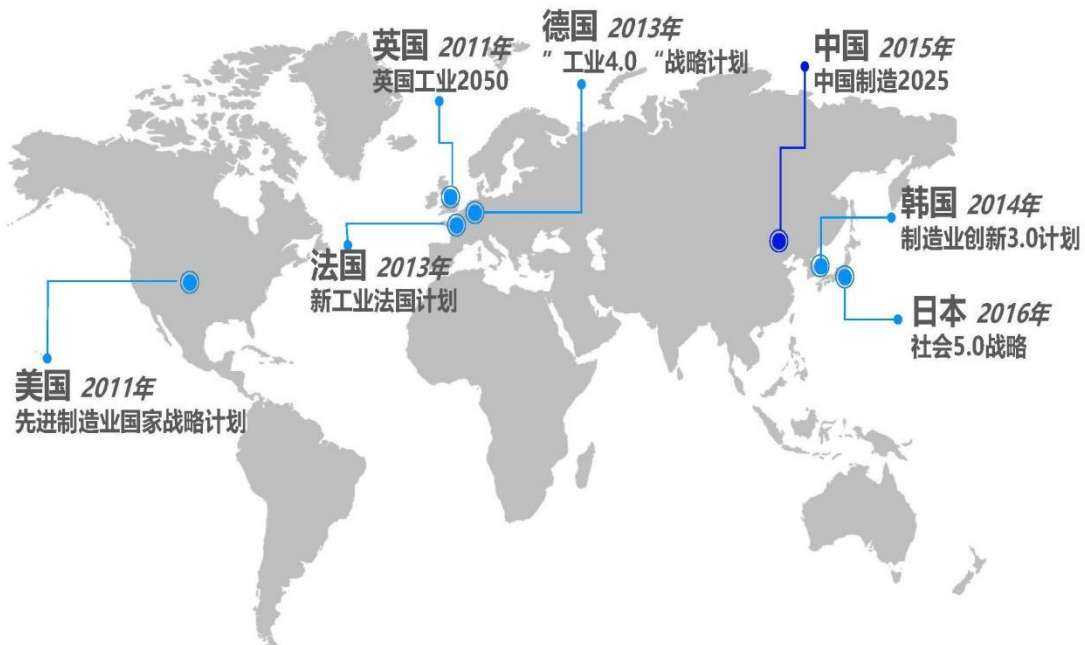 英国 2011年
英国工业2050
德国 2013年
”工业4.0 “战略计划
中国 2015年
中国制造2025
韩国 2014年
制造业创新3.0计划
法国 2013年
新工业法国计划
日本 2016年
社会5.0战略
美国 2011年
先进制造业国家战略计划